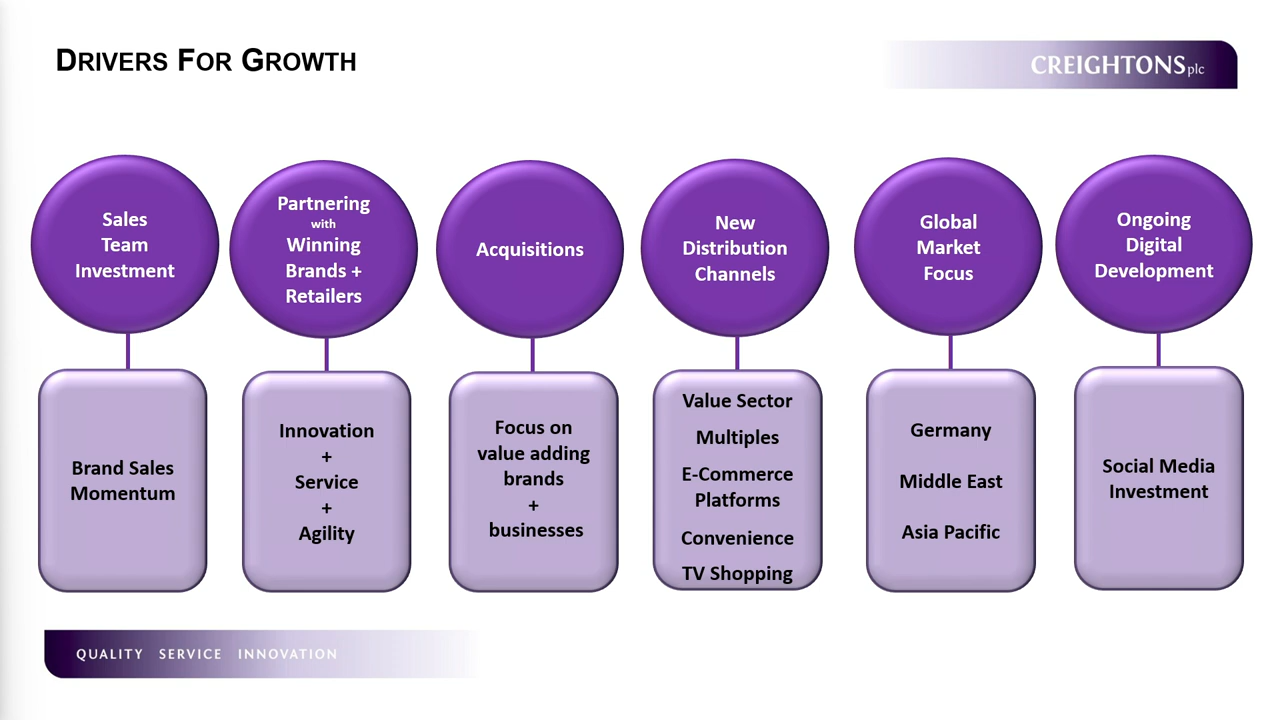 DRIVERS FOR GROWTH
CREIGHTONS plc
Sales
Team
Investment
Partnering
with
Winning
Brands +
Retailers
Acquisitions
New
Distribution
Channels
Global
Market
Focus
Ongoing
Digital
Development
Brand Sales
Momentum
Innovation
+
Service
+
Agility
Focus on
value adding
brands
+
businesses
Value Sector
Multiples
E-Commerce
Platforms
Convenience
TV Shopping
Germany
Middle East
Asia Pacific
Social Media
Investment
QUALITY SERVICE INNOVATION